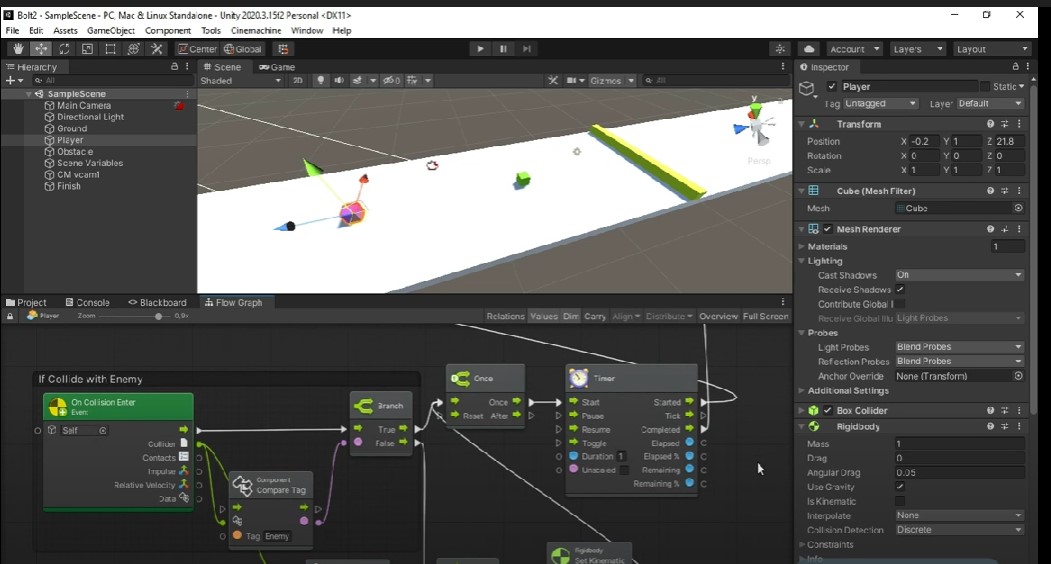 Bolt2 - SampleScene - PC, Mac & Linux Standalone - Unity 2020.3.15f2 Personal <DX11>
File Edit Assets GameObject Component Tools Cinemachine Window Help
Center Global Account Layers Layout
Hierarchy
All
SampleScene
Main Camera
Directional Light
Ground
Player
Obstacle
Scene Variables
CM vcam1
Finish
Scene Game
Shaded 2D Gizmos All
y
Persp
Project Console <> Blackboard Flow Graph
Player Zoom 0,9x Relations Values Dim Carry Align Distribute Overview Full Screen
If Collide with Enemy
On Collision Enter
Event
Self
Collider
Contacts
Impulse
Relative Velocity
Data
Component
Compare Tag
Tag Enemy
Branch
True
False
Once
Once
Reset After
Timer
Start Started
Pause Tick
Resume Completed
Toggle Elapsed
Duration 1 Elapsed %
Unscaled Remaining
Remaining %
Rigidbody
Set Kinematic
Inspector
Player Static
Tag Untagged Layer Default
Transform
Position X -0.2 Y 1 Z 21.8
Rotation X 0 Y 0 Z 0
Scale X 1 Y 1 Z 1
Cube (Mesh Filter)
Mesh Cube
Mesh Renderer
Materials 1
Lighting
Cast Shadows On
Receive Shadows
Contribute Global I
Receive Global Illu Light Probes
Probes
Light Probes Blend Probes
Reflection Probes Blend Probes
Anchor Override None (Transform)
Additional Settings
Box Collider
Rigidbody
Mass 1
Drag 0
Angular Drag 0.05
Use Gravity
Is Kinematic
Interpolate None
Collision Detection Discrete
Constraints
Info